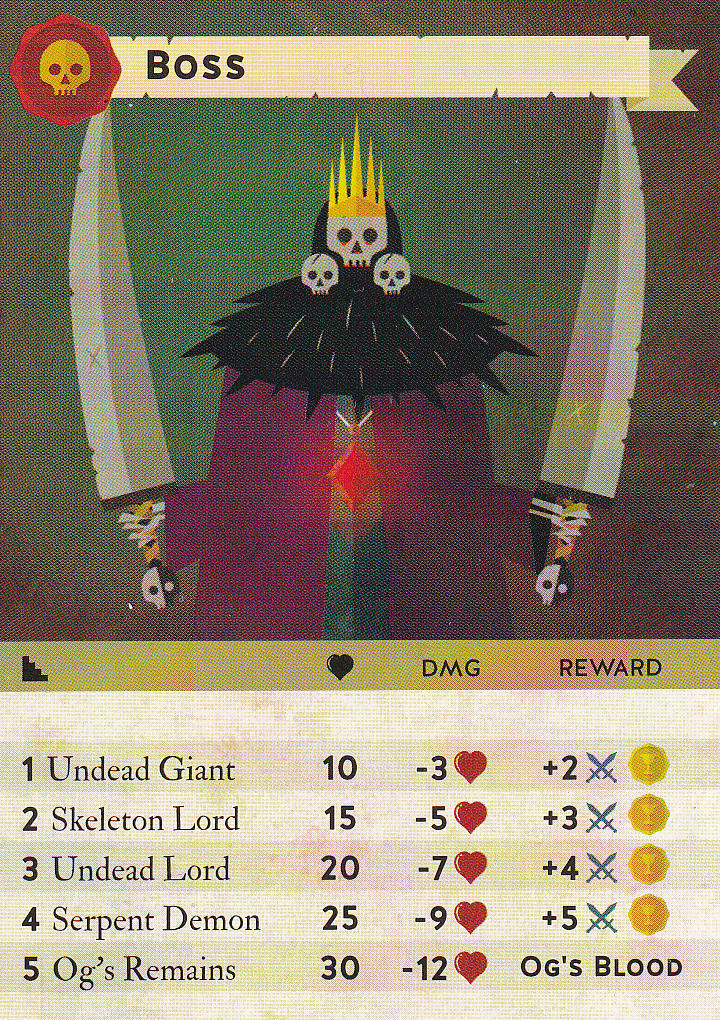 Boss
DMG REWARD
1 Undead Giant 10 -3 +2
2 Skeleton Lord 15 -5 +3
3 Undead Lord 20 -7 +4
4 Serpent Demon 25 -9 +5
5 Og's Remains 30 -12 Og's Blood